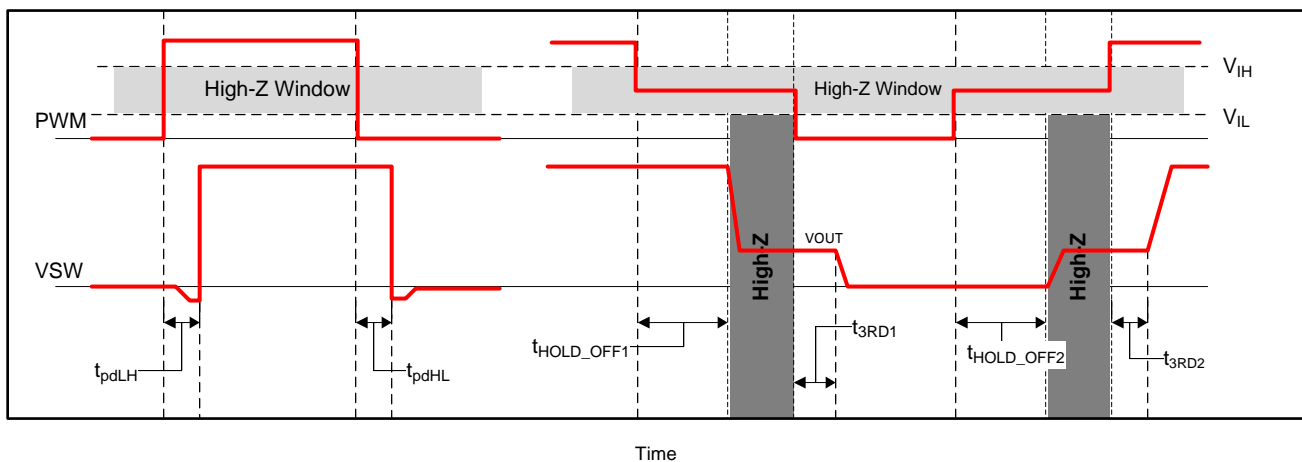 High-Z Window
High-Z Window
VIH
VIL
PWM
VSW
High-Z
VOUT
High-Z
tpdLH
tpdHL
tHOLD_OFF1
t3RD1
tHOLD_OFF2
t3RD2
Time